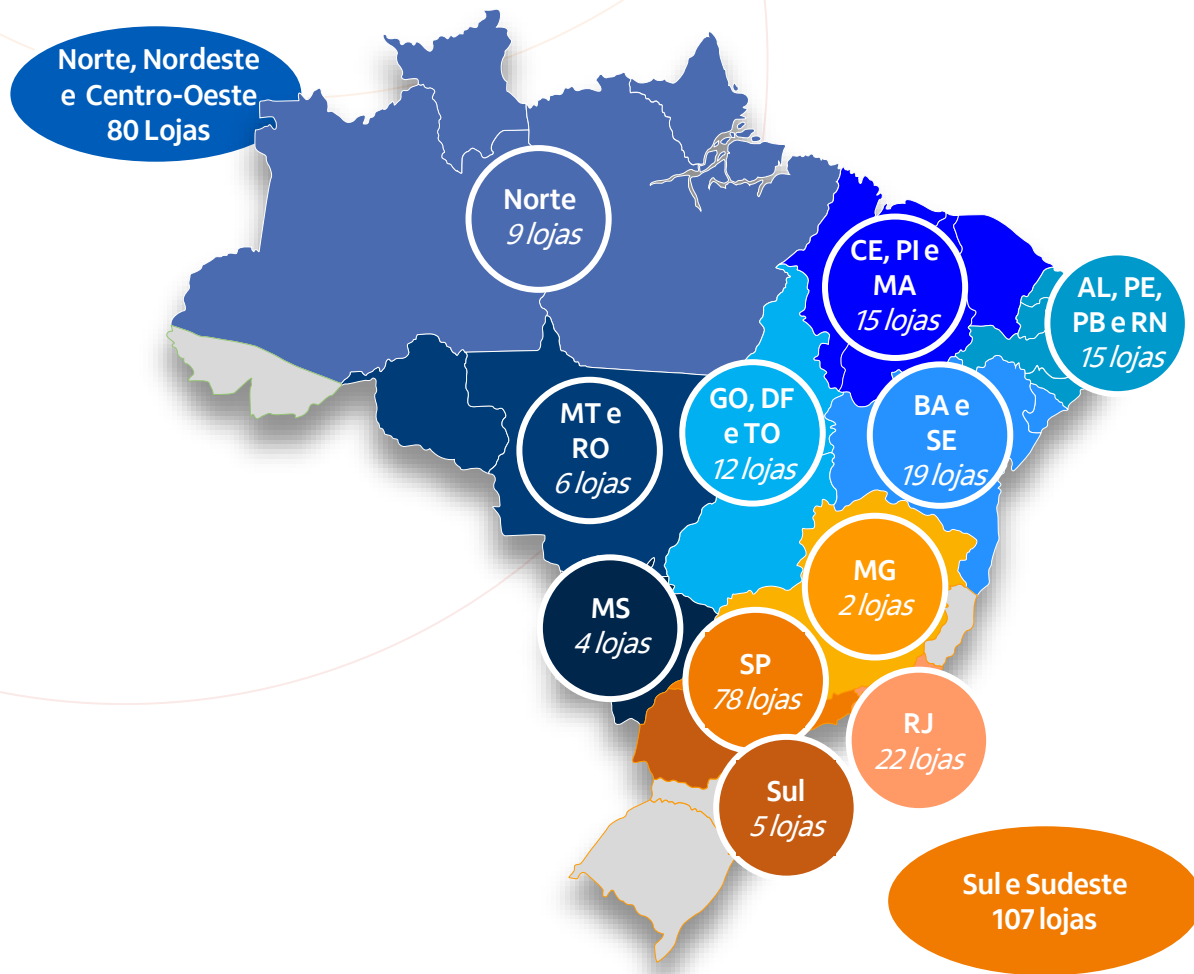 Norte, Nordeste
e Centro-Oeste
80 Lojas
Norte
9 lojas
CE, PI e
MA
15 lojas
AL, PE,
PB e RN
15 lojas
MT e
RO
6 lojas
GO, DF
e TO
12 lojas
BA e
SE
19 lojas
MG
2 lojas
MS
4 lojas
SP
78 lojas
RJ
22 lojas
Sul
5 lojas
Sul e Sudeste
107 lojas